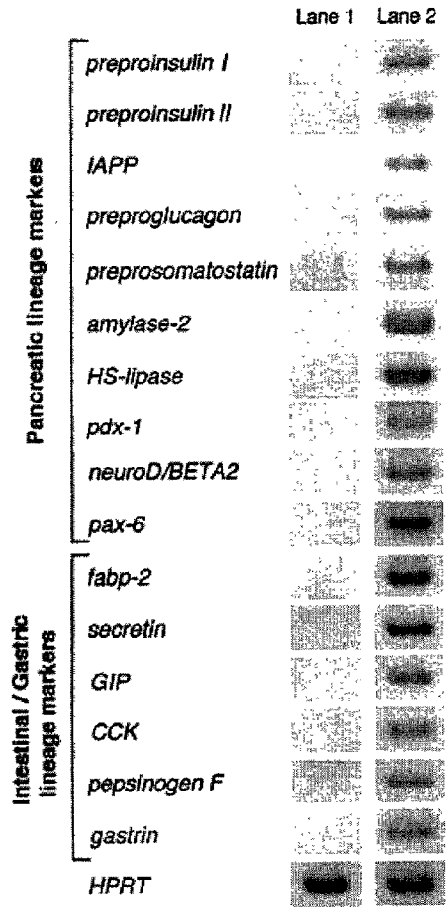 Lane 1 Lane 2
Pancreatic lineage markers
preproinsulin I
preproinsulin II
IAPP
preproglucagon
preprosomatostatin
amylase-2
HS-lipase
pdx-1
neuroD/BETA2
pax-6
Intestinal / Gastric
lineage markers
fabp-2
secretin
GIP
CCK
pepsinogen F
gastrin
HPRT